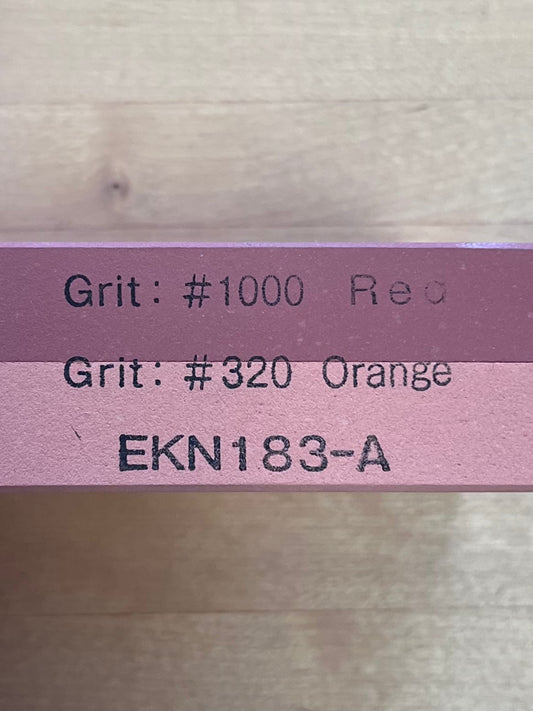 Grit: #1000 Red
Grit: #320 Orange
EKN183-A